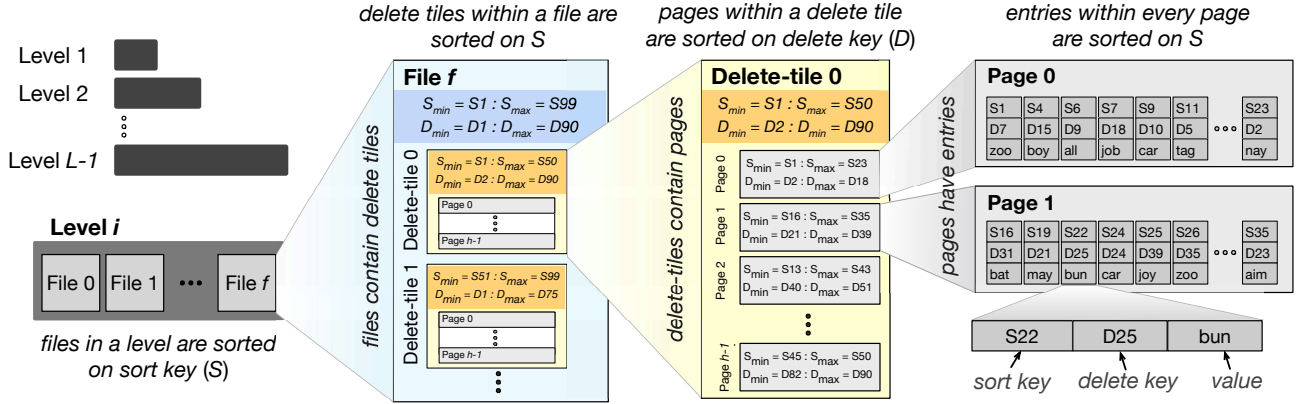 Level 1
Level 2
Level L-1
Level i
File 0
File 1
File f
files in a level are sorted
on sort key (S)
files contain delete tiles
delete tiles within a file are
sorted on S
File f
Smin = S1 : Smax = S99
Dmin = D1 : Dmax = D90
Delete-tile 0
Smin = S1 : Smax = S50
Dmin = D2 : Dmax = D90
Page 0
Page h-1
Delete-tile 1
Smin = S51 : Smax = S99
Dmin = D1 : Dmax = D75
Page 0
Page h-1
delete-tiles contain pages
pages within a delete tile
are sorted on delete key (D)
Delete-tile 0
Smin = S1 : Smax = S50
Dmin = D2 : Dmax = D90
Page 0
Smin = S1 : Smax = S23
Dmin = D2 : Dmax = D18
Page 1
Smin = S16 : Smax = S35
Dmin = D21 : Dmax = D39
Page 2
Smin = S13 : Smax = S43
Dmin = D40 : Dmax = D51
Page h-1
Smin = S45 : Smax = S50
Dmin = D82 : Dmax = D90
pages have entries
entries within every page
are sorted on S
Page 0
S1 S4 S6 S7 S9 S11 S23
D7 D15 D9 D18 D10 D5 D2
zoo boy all job car tag nay
Page 1
S16 S19 S22 S24 S25 S26 S35
D31 D21 D25 D24 D39 D35 D23
bat may bun car joy zoo aim
S22 D25 bun
sort key delete key value